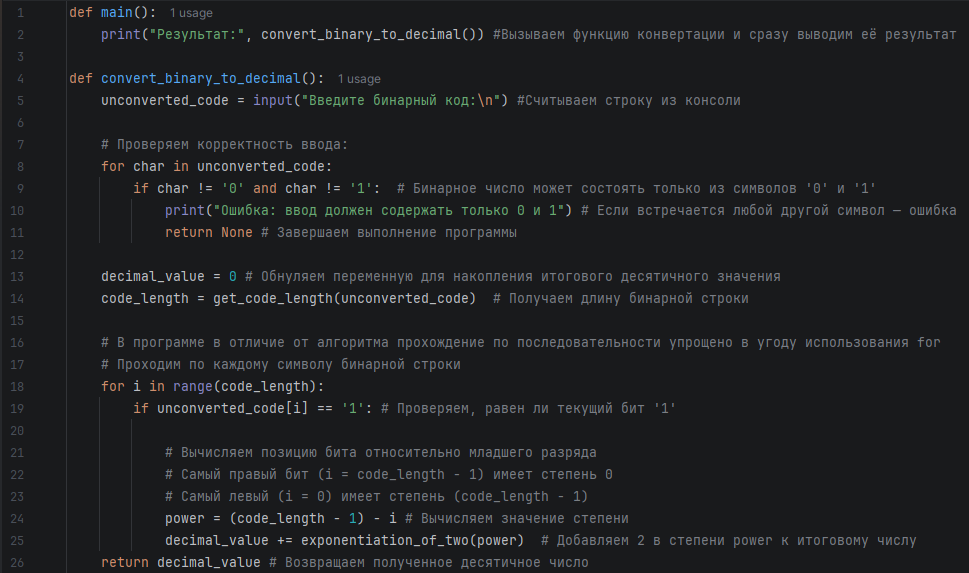 1 def main(): 1 usage
2     print("Результат:", convert_binary_to_decimal()) #Вызываем функцию конвертации и сразу выводим её результат
3
4 def convert_binary_to_decimal(): 1 usage
5     unconverted_code = input("Введите бинарный код:\n") #Считываем строку из консоли
6
7     # Проверяем корректность ввода:
8     for char in unconverted_code:
9         if char != '0' and char != '1':  # Бинарное число может состоять только из символов '0' и '1'
10             print("Ошибка: ввод должен содержать только 0 и 1") # Если встречается любой другой символ — ошибка
11             return None # Завершаем выполнение программы
12
13     decimal_value = 0 # Обнуляем переменную для накопления итогового десятичного значения
14     code_length = get_code_length(unconverted_code)  # Получаем длину бинарной строки
15
16     # В программе в отличие от алгоритма прохождение по последовательности упрощено в угоду использования for
17     # Проходим по каждому символу бинарной строки
18     for i in range(code_length):
19         if unconverted_code[i] == '1': # Проверяем, равен ли текущий бит '1'
20
21             # Вычисляем позицию бита относительно младшего разряда
22             # Самый правый бит (i = code_length - 1) имеет степень 0
23             # Самый левый (i = 0) имеет степень (code_length - 1)
24             power = (code_length - 1) - i # Вычисляем значение степени
25             decimal_value += exponentiation_of_two(power)  # Добавляем 2 в степени power к итоговому числу
26     return decimal_value # Возвращаем полученное десятичное число